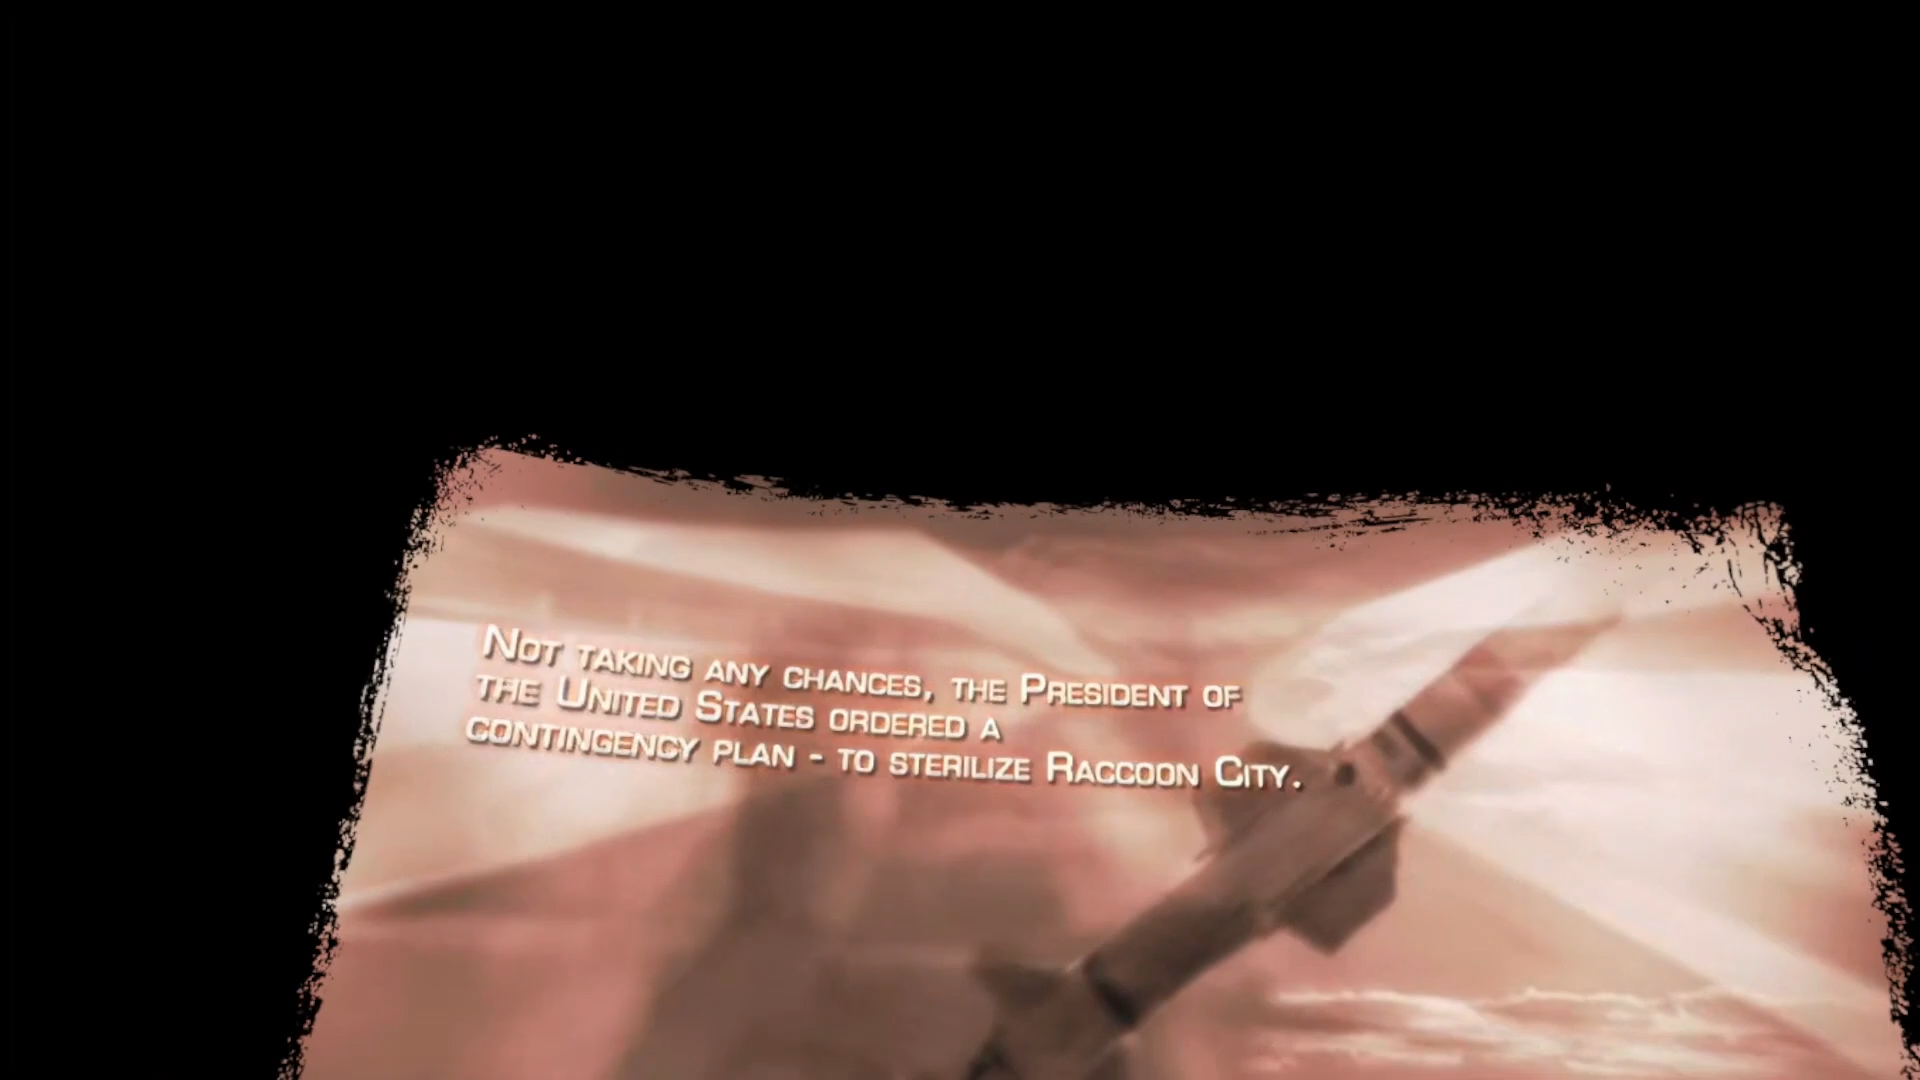 Not taking any chances, the President of
the United States ordered a
contingency plan - to sterilize Raccoon City.